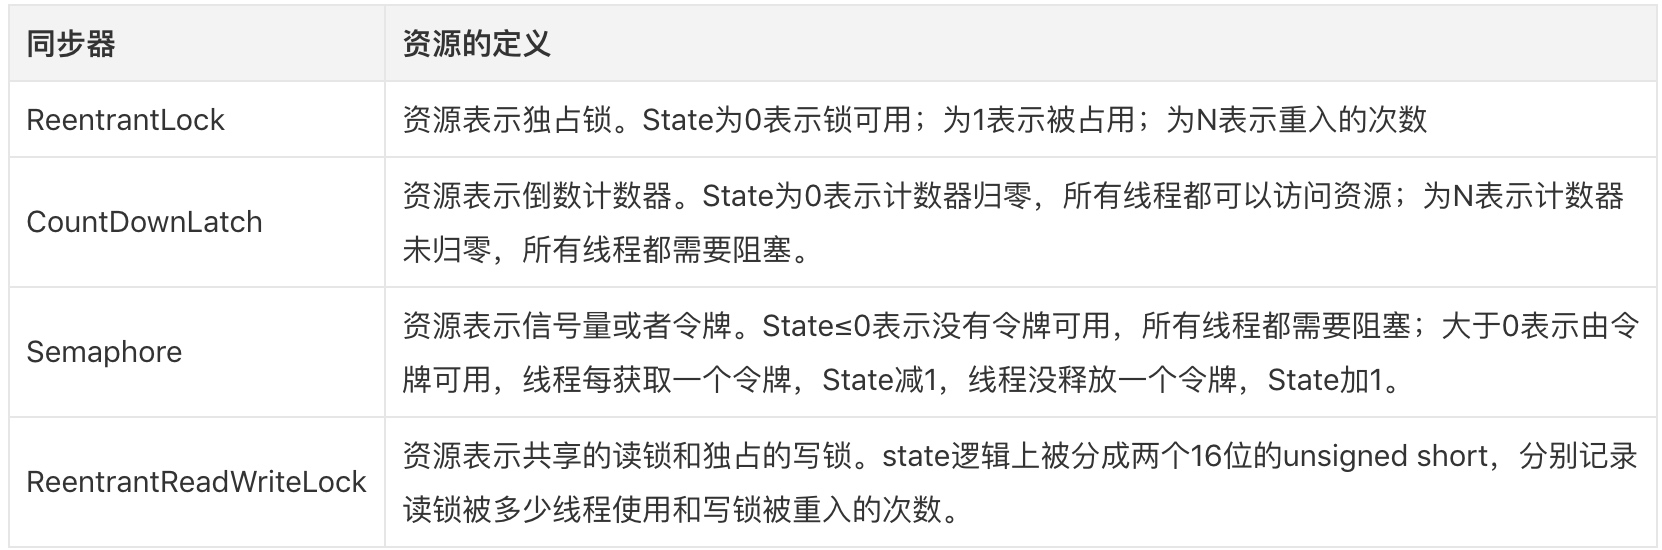 同步器
资源的定义
ReentrantLock
资源表示独占锁。State为0表示锁可用；为1表示被占用；为N表示重入的次数
CountDownLatch
资源表示倒数计数器。State为0表示计数器归零，所有线程都可以访问资源；为N表示计数器
未归零，所有线程都需要阻塞。
Semaphore
资源表示信号量或者令牌。State≤0表示没有令牌可用，所有线程都需要阻塞；大于0表示由令
牌可用，线程每获取一个令牌，State减1，线程没释放一个令牌，State加1。
ReentrantReadWriteLock
资源表示共享的读锁和独占的写锁。state逻辑上被分成两个16位的unsigned short，分别记录
读锁被多少线程使用和写锁被重入的次数。